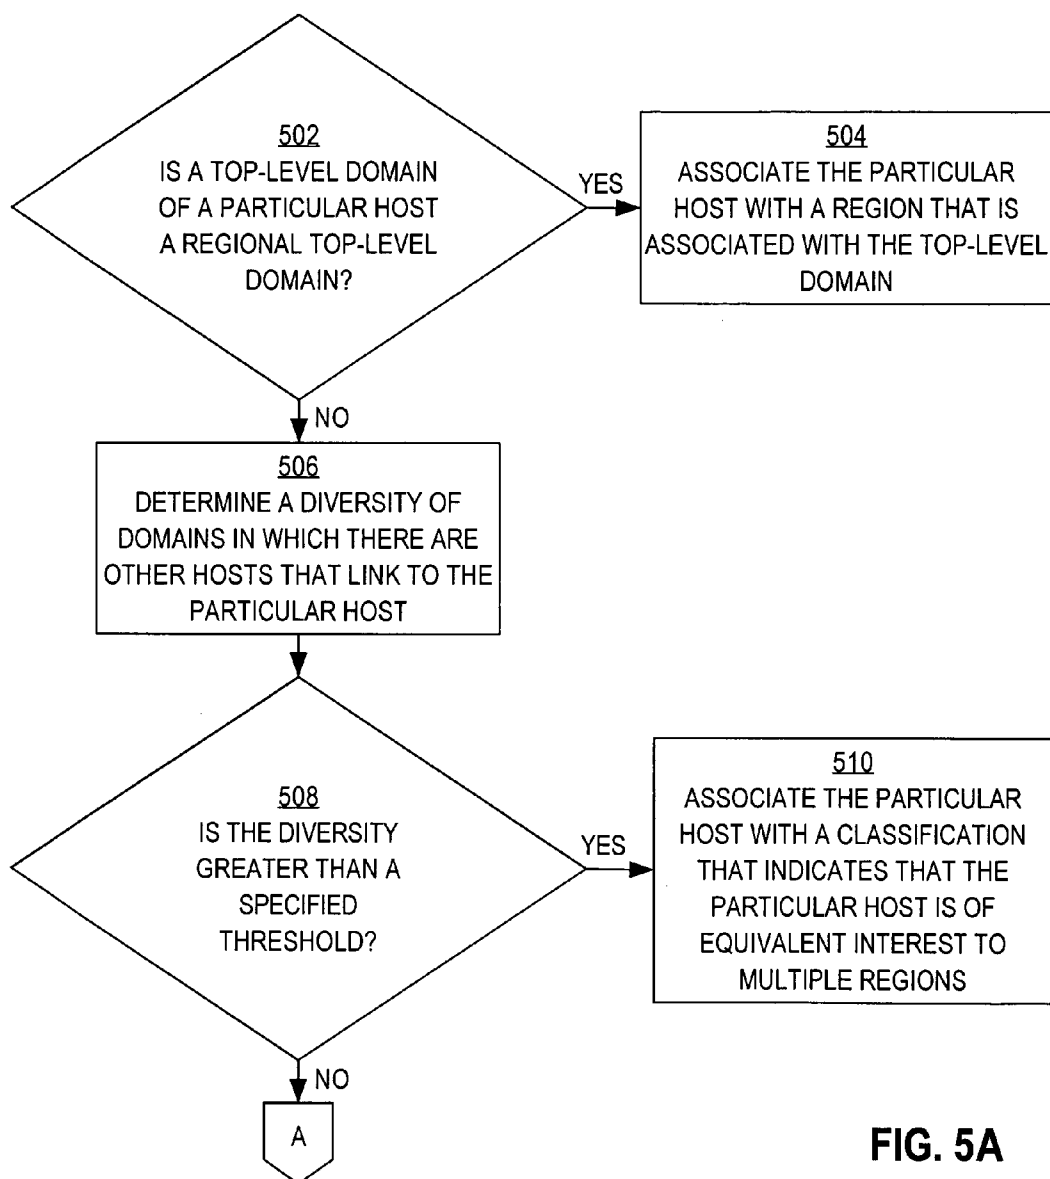 502
IS A TOP-LEVEL DOMAIN
OF A PARTICULAR HOST
A REGIONAL TOP-LEVEL
DOMAIN?
YES
504
ASSOCIATE THE PARTICULAR
HOST WITH A REGION THAT IS
ASSOCIATED WITH THE TOP-LEVEL
DOMAIN
NO
506
DETERMINE A DIVERSITY OF
DOMAINS IN WHICH THERE ARE
OTHER HOSTS THAT LINK TO THE
PARTICULAR HOST
508
IS THE DIVERSITY
GREATER THAN A
SPECIFIED
THRESHOLD?
YES
510
ASSOCIATE THE PARTICULAR
HOST WITH A CLASSIFICATION
THAT INDICATES THAT THE
PARTICULAR HOST IS OF
EQUIVALENT INTEREST TO
MULTIPLE REGIONS
NO
A
FIG. 5A